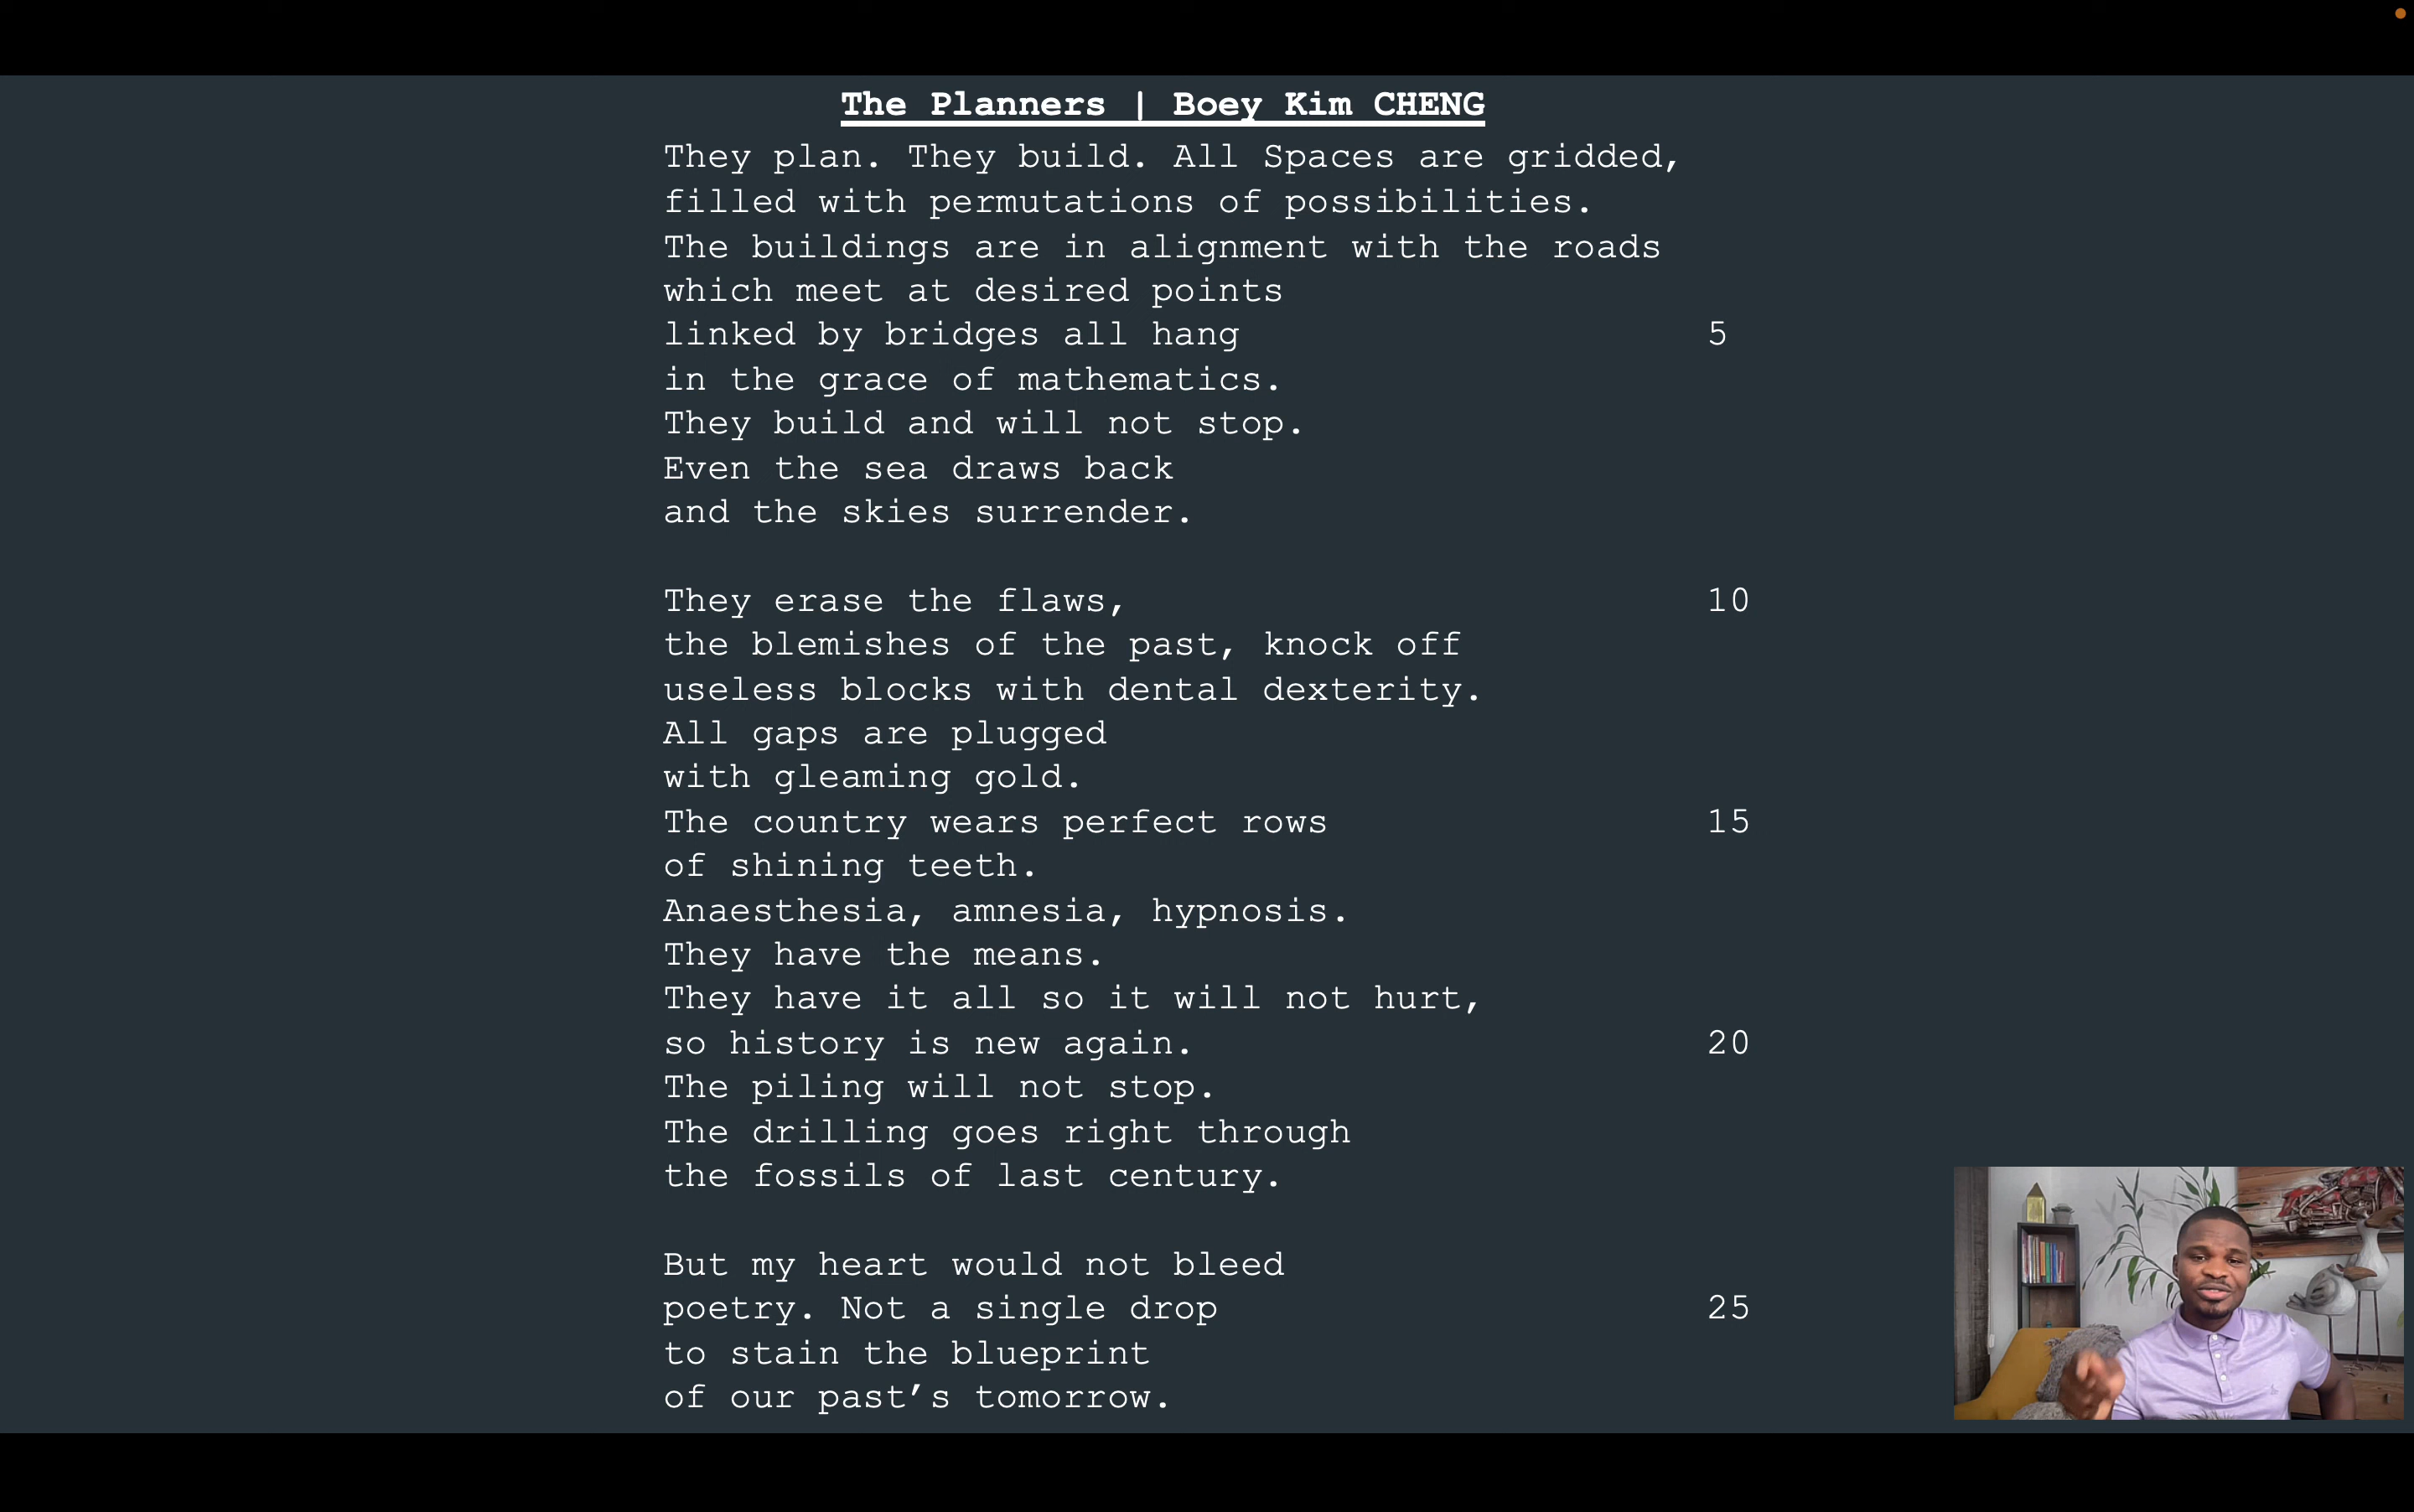 The Planners | Boey Kim CHENG
They plan. They build. All Spaces are gridded,
filled with permutations of possibilities.
The buildings are in alignment with the roads
which meet at desired points
linked by bridges all hang 5
in the grace of mathematics.
They build and will not stop.
Even the sea draws back
and the skies surrender.
They erase the flaws, 10
the blemishes of the past, knock off
useless blocks with dental dexterity.
All gaps are plugged
with gleaming gold.
The country wears perfect rows 15
of shining teeth.
Anaesthesia, amnesia, hypnosis.
They have the means.
They have it all so it will not hurt,
so history is new again. 20
The piling will not stop.
The drilling goes right through
the fossils of last century.
But my heart would not bleed
poetry. Not a single drop 25
to stain the blueprint
of our past’s tomorrow.